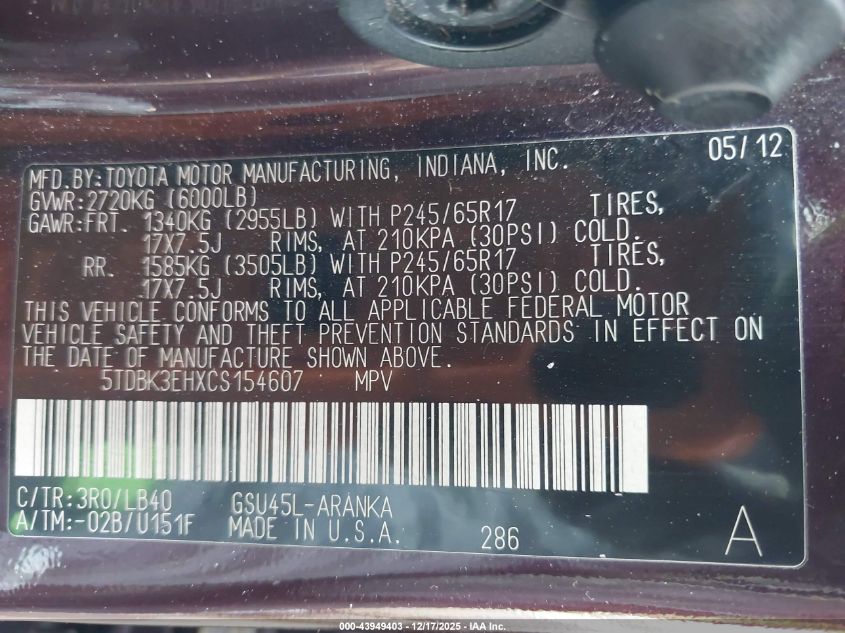 05/12
MFD.BY:TOYOTA MOTOR MANUFACTURING, INDIANA, INC.
GVWR:2720KG (6000LB)
GAWR:FRT. 1340KG (2955LB) WITH P245/65R17 TIRES,
17X7.5J RIMS, AT 210KPA (30PSI) COLD.
RR. 1585KG (3505LB) WITH P245/65R17 TIRES,
17X7.5J RIMS, AT 210KPA (30PSI) COLD.
THIS VEHICLE CONFORMS TO ALL APPLICABLE FEDERAL MOTOR
VEHICLE SAFETY AND THEFT PREVENTION STANDARDS IN EFFECT ON
THE DATE OF MANUFACTURE SHOWN ABOVE.
5TDBK3EHXCS154607 MPV
C/TR:3R0/LB40 GSU45L-ARANKA
A/TM:-02B/U151F MADE IN U.S.A. 286 A
000-43949403 - 12/17/2025 - IAA Inc.